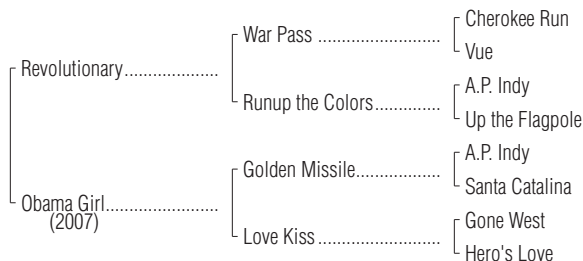 Cherokee Run
War Pass ..............................
Vue
Revolutionary.......................
A.P. Indy
Runup the Colors................
Up the Flagpole
A.P. Indy
Golden Missile.....................
Santa Catalina
Obama Girl...........................
(2007)
Gone West
Love Kiss ..............................
Hero's Love